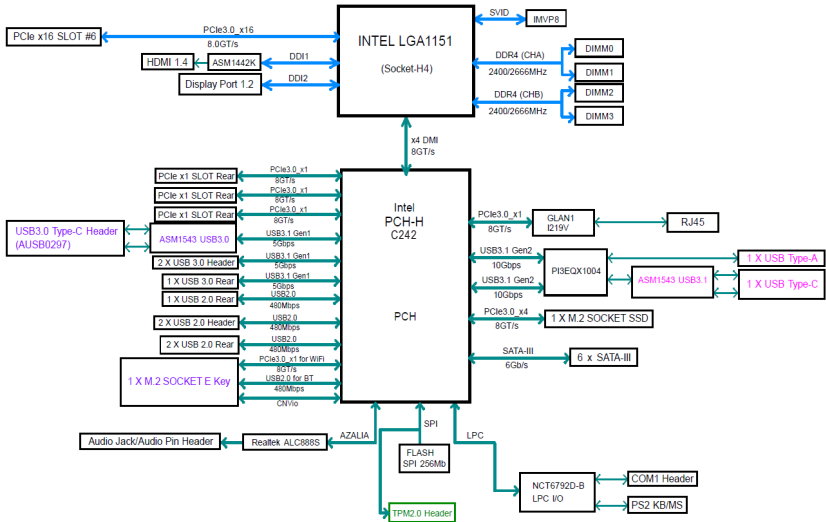 PCIe x16 SLOT #6
PCIe3.0_x16
8.0GT/s
INTEL LGA1151
(Socket-H4)
SVID
IMVP8
HDMI 1.4
ASM1442K
DDI1
Display Port 1.2
DDI2
DDR4 (CHA)
2400/2666MHz
DIMM0
DIMM1
DDR4 (CHB)
2400/2666MHz
DIMM2
DIMM3
x4 DMI
8GT/s
PCIe x1 SLOT Rear
PCIe3.0_x1
8GT/s
PCIe x1 SLOT Rear
PCIe3.0_x1
8GT/s
PCIe x1 SLOT Rear
PCIe3.0_x1
8GT/s
USB3.0 Type-C Header
(AUSB0297)
ASM1543 USB3.0
USB3.1 Gen1
5Gbps
2 X USB 3.0 Header
USB3.1 Gen1
5Gbps
1 X USB 3.0 Rear
USB3.1 Gen1
5Gbps
1 X USB 2.0 Rear
USB2.0
480Mbps
2 X USB 2.0 Header
USB2.0
480Mbps
2 X USB 2.0 Rear
USB2.0
480Mbps
1 X M.2 SOCKET E Key
PCIe3.0_x1 for WiFi
8GT/s
USB2.0 for BT
480Mbps
CNVio
Intel
PCH-H
C242
PCH
PCIe3.0_x1
8GT/s
GLAN1
I219V
RJ45
USB3.1 Gen2
10Gbps
USB3.1 Gen2
10Gbps
PI3EQX1004
ASM1543 USB3.1
1 X USB Type-A
1 X USB Type-C
PCIe3.0_x4
8GT/s
1 X M.2 SOCKET SSD
SATA-III
6Gb/s
6 x SATA-III
Audio Jack/Audio Pin Header
Realtek ALC888S
AZALIA
SPI
LPC
FLASH
SPI 256Mb
TPM2.0 Header
NCT6792D-B
LPC I/O
COM1 Header
PS2 KB/MS